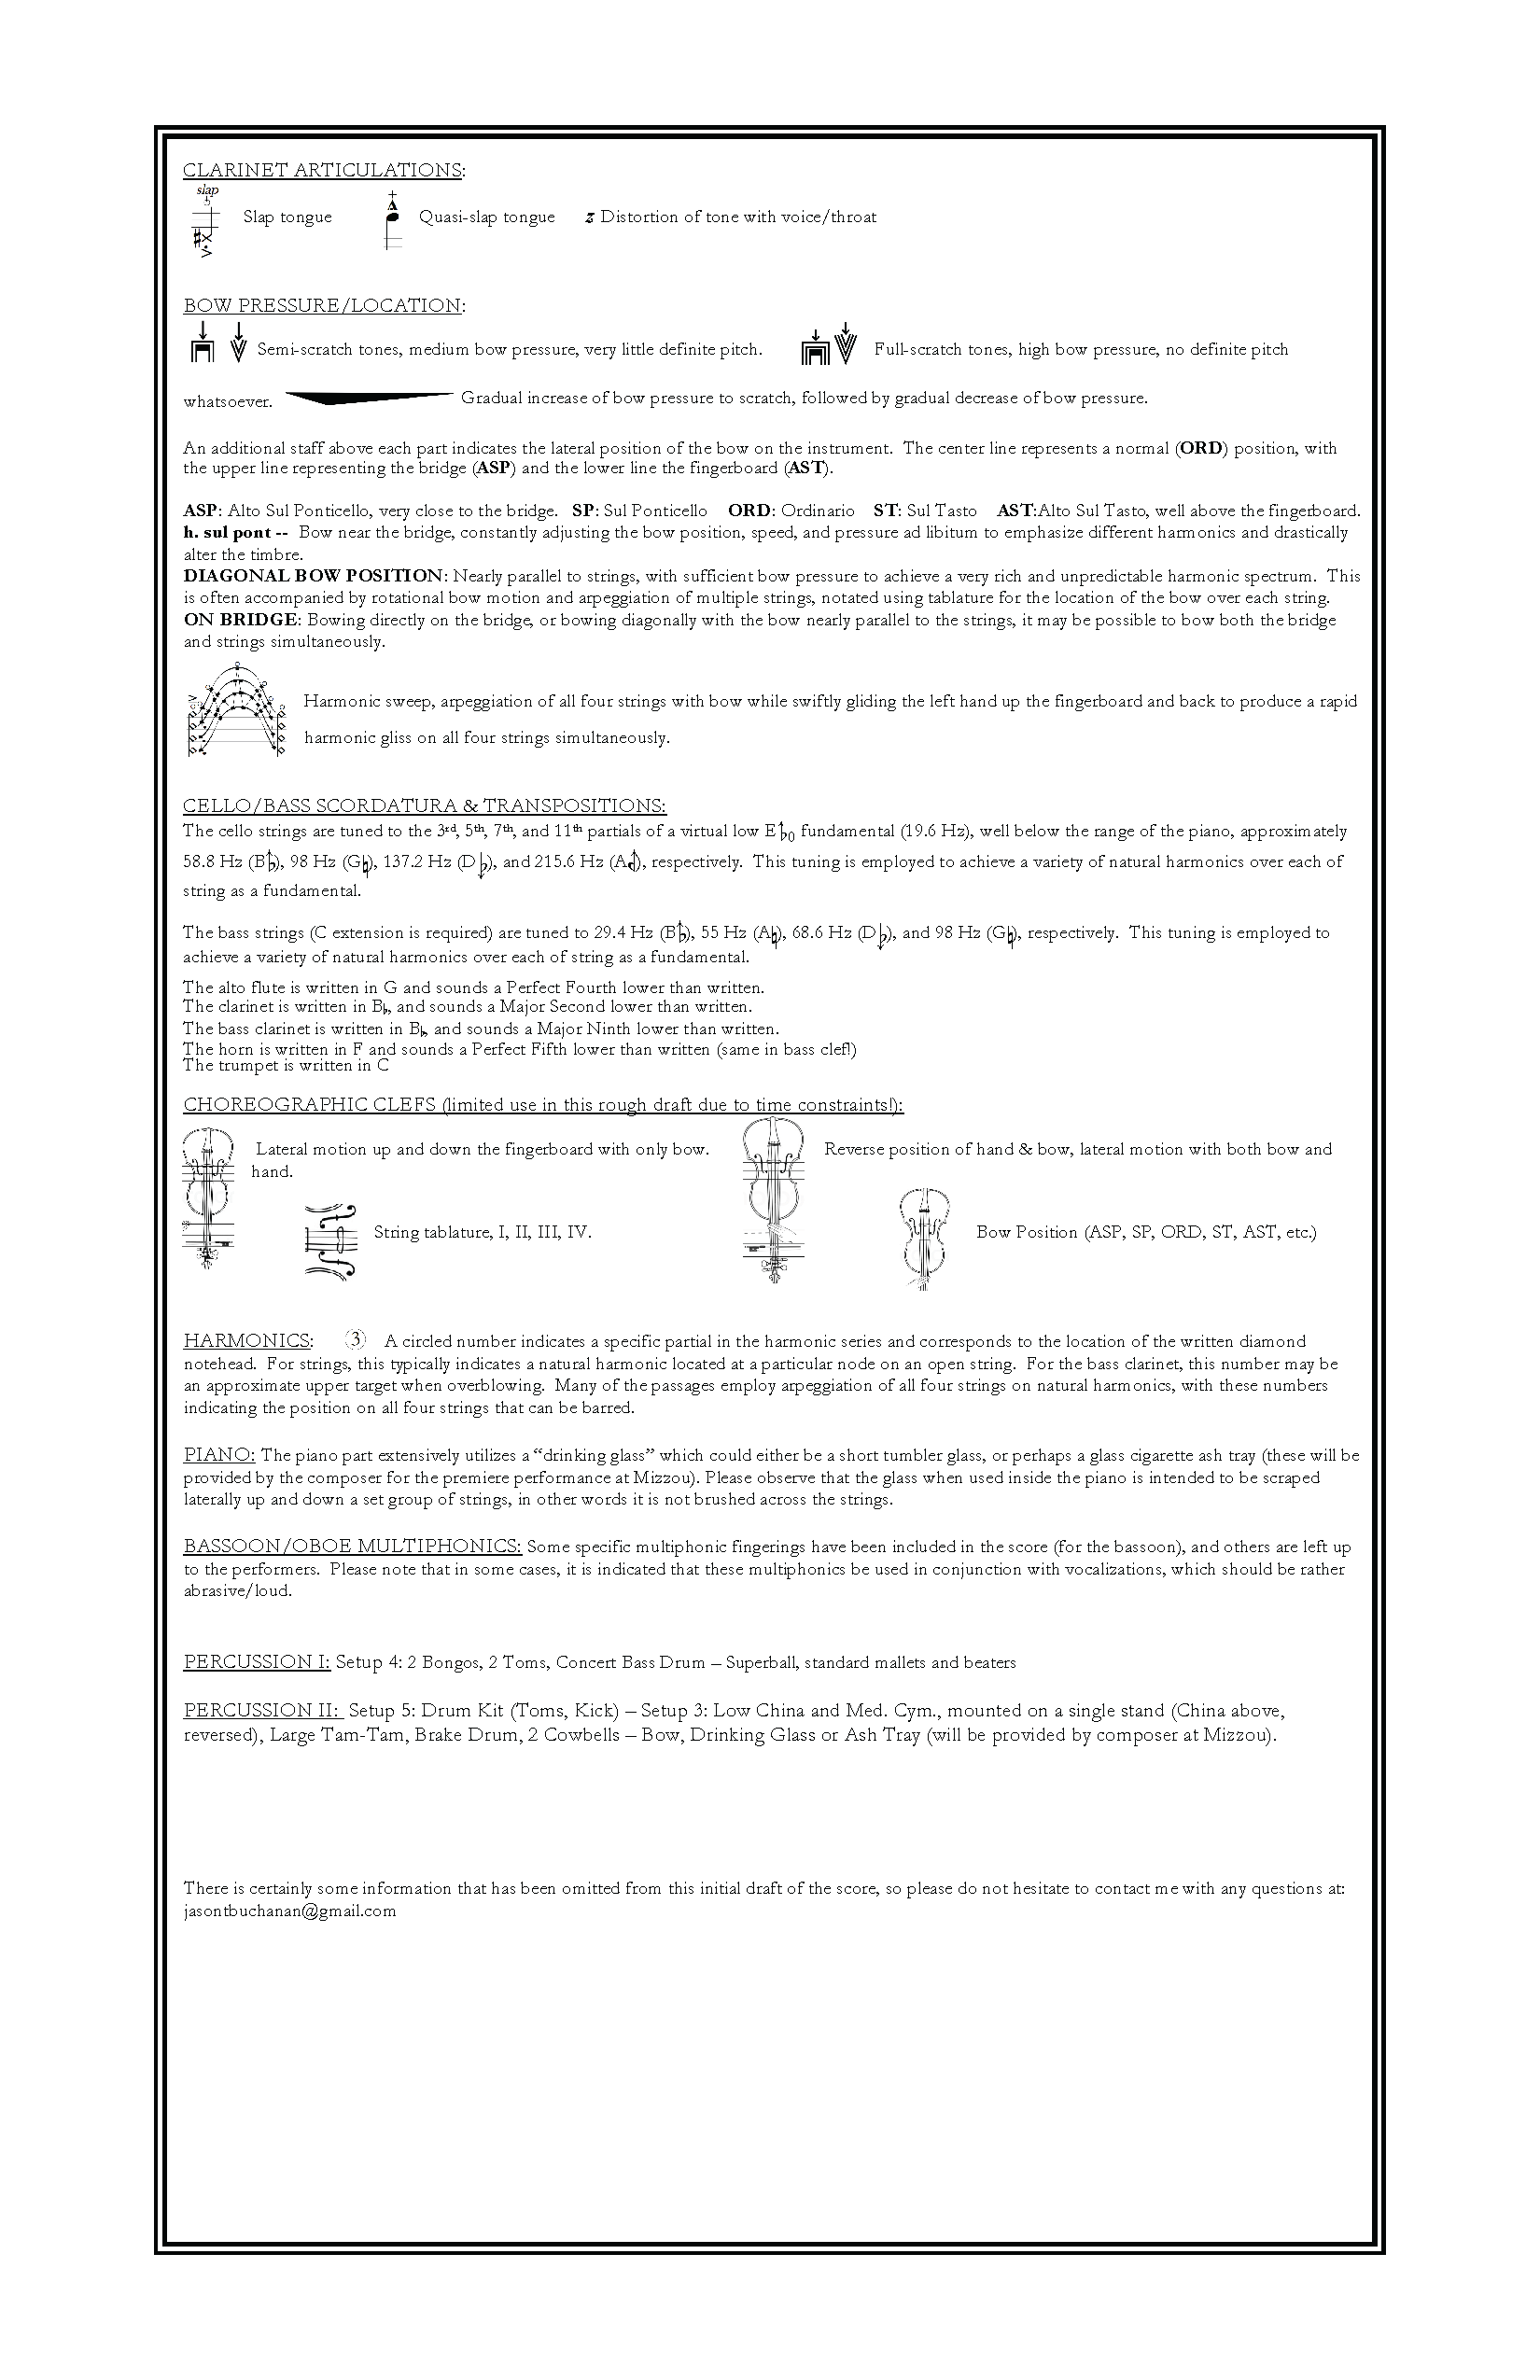 CLARINET ARTICULATIONS:
slap
Slap tongue Quasi-slap tongue z Distortion of tone with voice/throat
BOW PRESSURE/LOCATION:
Semi-scratch tones, medium bow pressure, very little definite pitch. Full-scratch tones, high bow pressure, no definite pitch
whatsoever. Gradual increase of bow pressure to scratch, followed by gradual decrease of bow pressure.
An additional staff above each part indicates the lateral position of the bow on the instrument. The center line represents a normal (ORD) position, with
the upper line representing the bridge (ASP) and the lower line the fingerboard (AST).
ASP: Alto Sul Ponticello, very close to the bridge. SP: Sul Ponticello ORD: Ordinario ST: Sul Tasto AST:Alto Sul Tasto, well above the fingerboard.
h. sul pont -- Bow near the bridge, constantly adjusting the bow position, speed, and pressure ad libitum to emphasize different harmonics and drastically
alter the timbre.
DIAGONAL BOW POSITION: Nearly parallel to strings, with sufficient bow pressure to achieve a very rich and unpredictable harmonic spectrum. This
is often accompanied by rotational bow motion and arpeggiation of multiple strings, notated using tablature for the location of the bow over each string.
ON BRIDGE: Bowing directly on the bridge, or bowing diagonally with the bow nearly parallel to the strings, it may be possible to bow both the bridge
and strings simultaneously.
Harmonic sweep, arpeggiation of all four strings with bow while swiftly gliding the left hand up the fingerboard and back to produce a rapid
harmonic gliss on all four strings simultaneously.
CELLO/BASS SCORDATURA & TRANSPOSITIONS:
The cello strings are tuned to the 3rd, 5th, 7th, and 11th partials of a virtual low E♭0 fundamental (19.6 Hz), well below the range of the piano, approximately
58.8 Hz (B♭), 98 Hz (G♮), 137.2 Hz (D♭), and 215.6 Hz (A), respectively. This tuning is employed to achieve a variety of natural harmonics over each of
string as a fundamental.
The bass strings (C extension is required) are tuned to 29.4 Hz (B♭), 55 Hz (A♮), 68.6 Hz (D♭), and 98 Hz (G♮), respectively. This tuning is employed to
achieve a variety of natural harmonics over each of string as a fundamental.
The alto flute is written in G and sounds a Perfect Fourth lower than written.
The clarinet is written in B♭, and sounds a Major Second lower than written.
The bass clarinet is written in B♭, and sounds a Major Ninth lower than written.
The horn is written in F and sounds a Perfect Fifth lower than written (same in bass clef!)
The trumpet is written in C
CHOREOGRAPHIC CLEFS (limited use in this rough draft due to time constraints!):
Lateral motion up and down the fingerboard with only bow. Reverse position of hand & bow, lateral motion with both bow and
hand.
String tablature, I, II, III, IV. Bow Position (ASP, SP, ORD, ST, AST, etc.)
HARMONICS: ③ A circled number indicates a specific partial in the harmonic series and corresponds to the location of the written diamond
notehead. For strings, this typically indicates a natural harmonic located at a particular node on an open string. For the bass clarinet, this number may be
an approximate upper target when overblowing. Many of the passages employ arpeggiation of all four strings on natural harmonics, with these numbers
indicating the position on all four strings that can be barred.
PIANO: The piano part extensively utilizes a “drinking glass” which could either be a short tumbler glass, or perhaps a glass cigarette ash tray (these will be
provided by the composer for the premiere performance at Mizzou). Please observe that the glass when used inside the piano is intended to be scraped
laterally up and down a set group of strings, in other words it is not brushed across the strings.
BASSOON/OBOE MULTIPHONICS: Some specific multiphonic fingerings have been included in the score (for the bassoon), and others are left up
to the performers. Please note that in some cases, it is indicated that these multiphonics be used in conjunction with vocalizations, which should be rather
abrasive/loud.
PERCUSSION I: Setup 4: 2 Bongos, 2 Toms, Concert Bass Drum – Superball, standard mallets and beaters
PERCUSSION II: Setup 5: Drum Kit (Toms, Kick) – Setup 3: Low China and Med. Cym., mounted on a single stand (China above,
reversed), Large Tam-Tam, Brake Drum, 2 Cowbells – Bow, Drinking Glass or Ash Tray (will be provided by composer at Mizzou).
There is certainly some information that has been omitted from this initial draft of the score, so please do not hesitate to contact me with any questions at:
jasontbuchanan@gmail.com